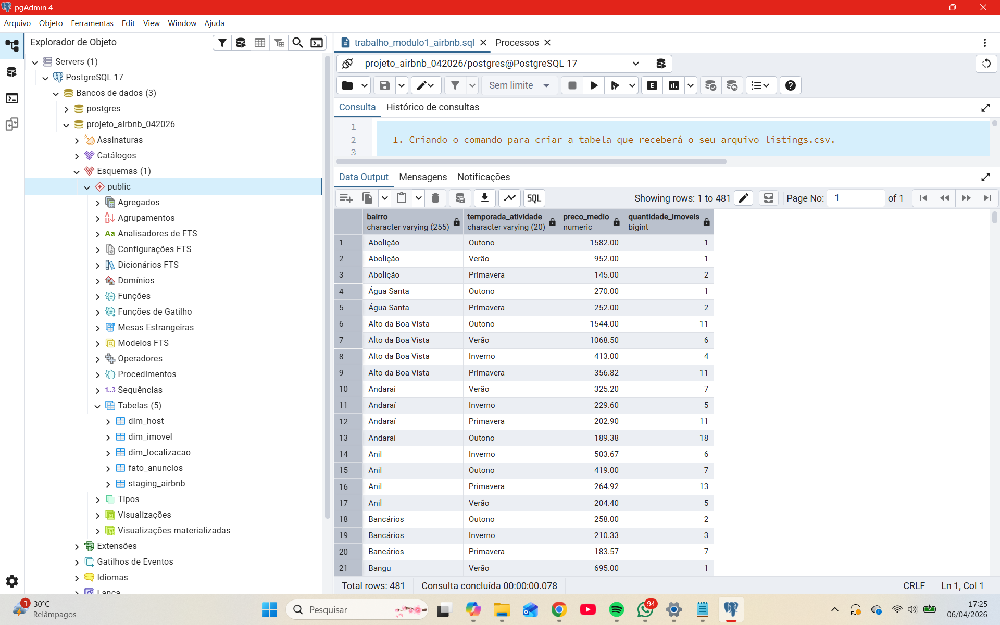 pgAdmin 4
Arquivo Objeto Ferramentas Edit View Window Ajuda
Explorador de Objeto
Servers (1)
PostgreSQL 17
Bancos de dados (3)
postgres
projeto_airbnb_042026
Assinaturas
Catálogos
Esquemas (1)
public
Agregados
Agrupamentos
Aa Analisadores de FTS
Configurações FTS
Dicionários FTS
Domínios
Funções
Funções de Gatilho
Mesas Estrangeiras
Modelos FTS
Operadores
Procedimentos
1..3 Sequências
Tabelas (5)
dim_host
dim_imovel
dim_localizacao
fato_anuncios
staging_airbnb
Tipos
Visualizações
Visualizações materializadas
Extensões
Gatilhos de Eventos
Idiomas
trabalho_modulo1_airbnb.sql Processos
projeto_airbnb_042026/postgres@PostgreSQL 17
Sem limite E
Consulta Histórico de consultas
1
2 -- 1. Criando o comando para criar a tabela que receberá o seu arquivo listings.csv.
3
Data Output Mensagens Notificações
SQL Showing rows: 1 to 481 Page No: 1 of 1
bairro temporada_atividade preco_medio quantidade_imoveis
character varying (255) character varying (20) numeric bigint
1 Abolição Outono 1582.00 1
2 Abolição Verão 952.00 1
3 Abolição Primavera 145.00 2
4 Água Santa Outono 270.00 1
5 Água Santa Primavera 252.00 2
6 Alto da Boa Vista Outono 1544.00 11
7 Alto da Boa Vista Verão 1068.50 6
8 Alto da Boa Vista Inverno 413.00 4
9 Alto da Boa Vista Primavera 356.82 11
10 Andaraí Verão 325.20 7
11 Andaraí Inverno 229.60 5
12 Andaraí Primavera 202.90 11
13 Andaraí Outono 189.38 18
14 Anil Inverno 503.67 6
15 Anil Outono 419.00 7
16 Anil Primavera 264.92 13
17 Anil Verão 204.40 5
18 Bancários Outono 258.00 2
19 Bancários Inverno 210.33 3
20 Bancários Primavera 183.57 7
21 Bangu Verão 695.00 1
Total rows: 481 Consulta concluída 00:00:00.078 CRLF Ln 1, Col 1
1 30°C
Relâmpagos
Pesquisar
94
17:25
06/04/2026